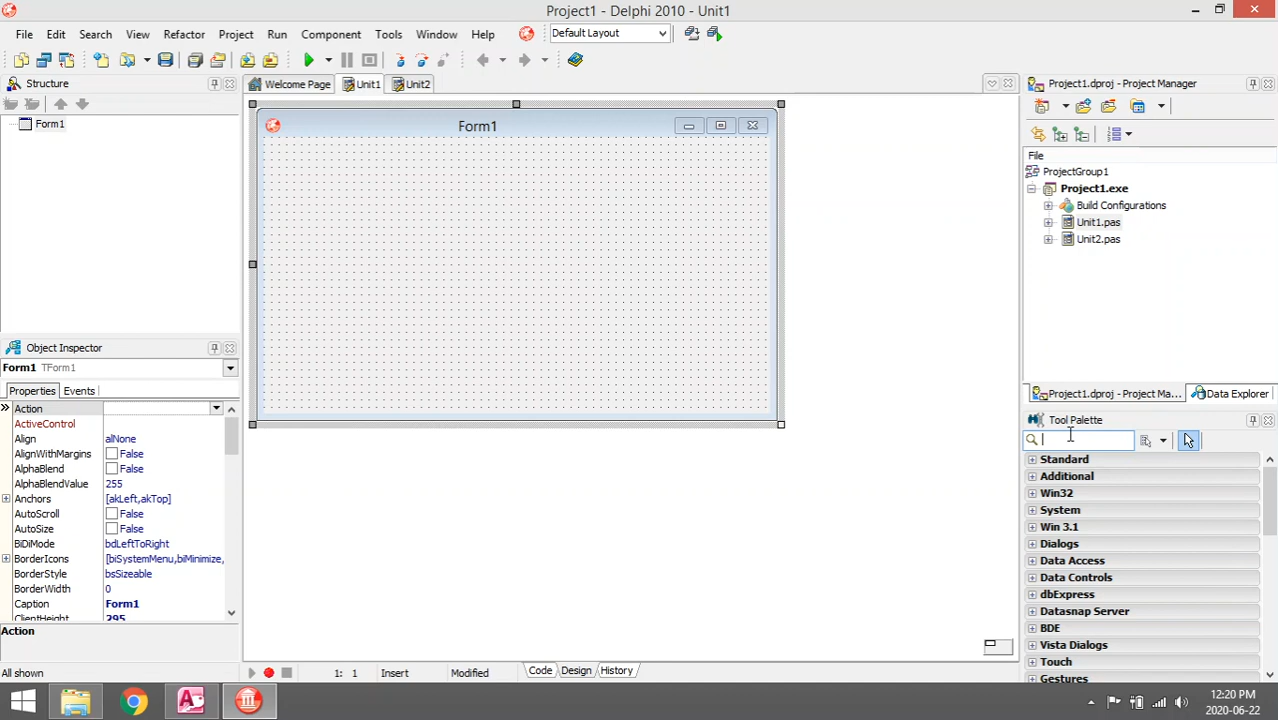 Project1 - Delphi 2010 - Unit1
File Edit Search View Refactor Project Run Component Tools Window Help
Default Layout
Structure
Form1
Welcome Page Unit1 Unit2
Form1
Project1.dproj - Project Manager
File
ProjectGroup1
Project1.exe
Build Configurations
Unit1.pas
Unit2.pas
Project1.dproj - Project Ma... Data Explorer
Object Inspector
Form1 TForm1
Properties Events
Action
ActiveControl
Align alNone
AlignWithMargins False
AlphaBlend False
AlphaBlendValue 255
Anchors [akLeft,akTop]
AutoScroll False
AutoSize False
BiDiMode bdLeftToRight
BorderIcons [biSystemMenu,biMinimize,
BorderStyle bsSizeable
BorderWidth 0
Caption Form1
ClientHeight 295
Action
All shown
Tool Palette
Standard
Additional
Win32
System
Win 3.1
Dialogs
Data Access
Data Controls
dbExpress
Datasnap Server
BDE
Vista Dialogs
Touch
Gestures
1: 1 Insert Modified Code Design History
12:20 PM
2020-06-22